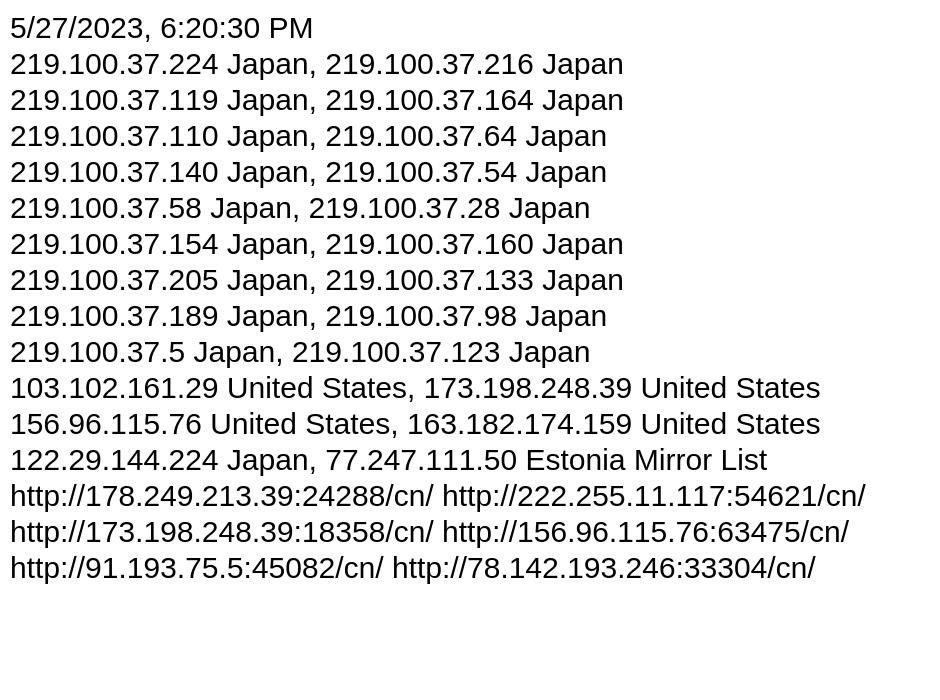 5/27/2023, 6:20:30 PM
219.100.37.224 Japan, 219.100.37.216 Japan
219.100.37.119 Japan, 219.100.37.164 Japan
219.100.37.110 Japan, 219.100.37.64 Japan
219.100.37.140 Japan, 219.100.37.54 Japan
219.100.37.58 Japan, 219.100.37.28 Japan
219.100.37.154 Japan, 219.100.37.160 Japan
219.100.37.205 Japan, 219.100.37.133 Japan
219.100.37.189 Japan, 219.100.37.98 Japan
219.100.37.5 Japan, 219.100.37.123 Japan
103.102.161.29 United States, 173.198.248.39 United States
156.96.115.76 United States, 163.182.174.159 United States
122.29.144.224 Japan, 77.247.111.50 Estonia Mirror List
http://178.249.213.39:24288/cn/ http://222.255.11.117:54621/cn/
http://173.198.248.39:18358/cn/ http://156.96.115.76:63475/cn/
http://91.193.75.5:45082/cn/ http://78.142.193.246:33304/cn/